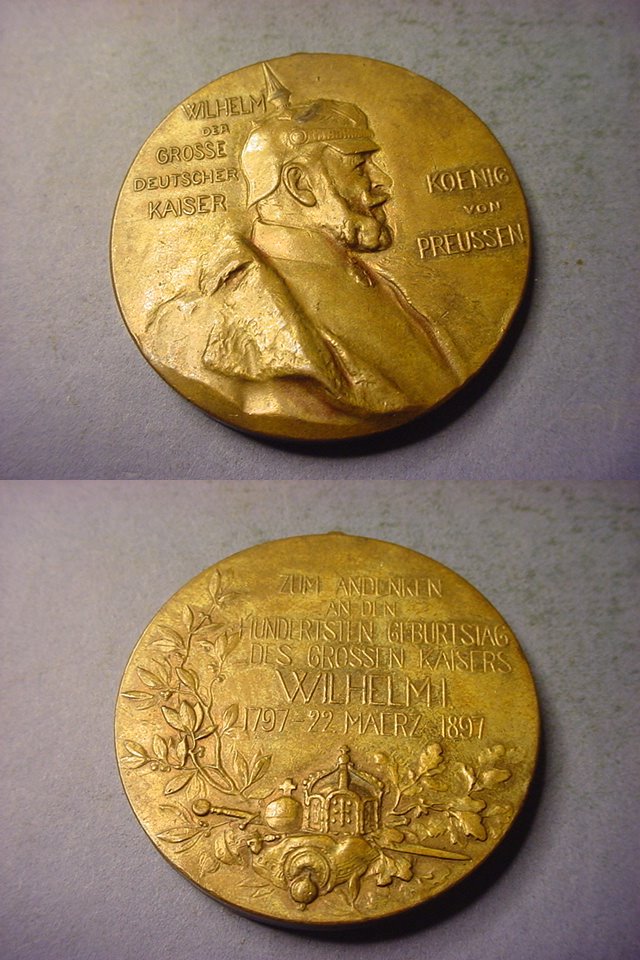 WILHELM
DER
GROSSE
DEUTSCHER
KAISER
KOENIG
VON
PREUSSEN
ZUM ANDENKEN
AN DEN
HUNDERTSTEN GEBURTSTAG
DES GROSSEN KAISERS
WILHELM I
1797-22 MAERZ 1897